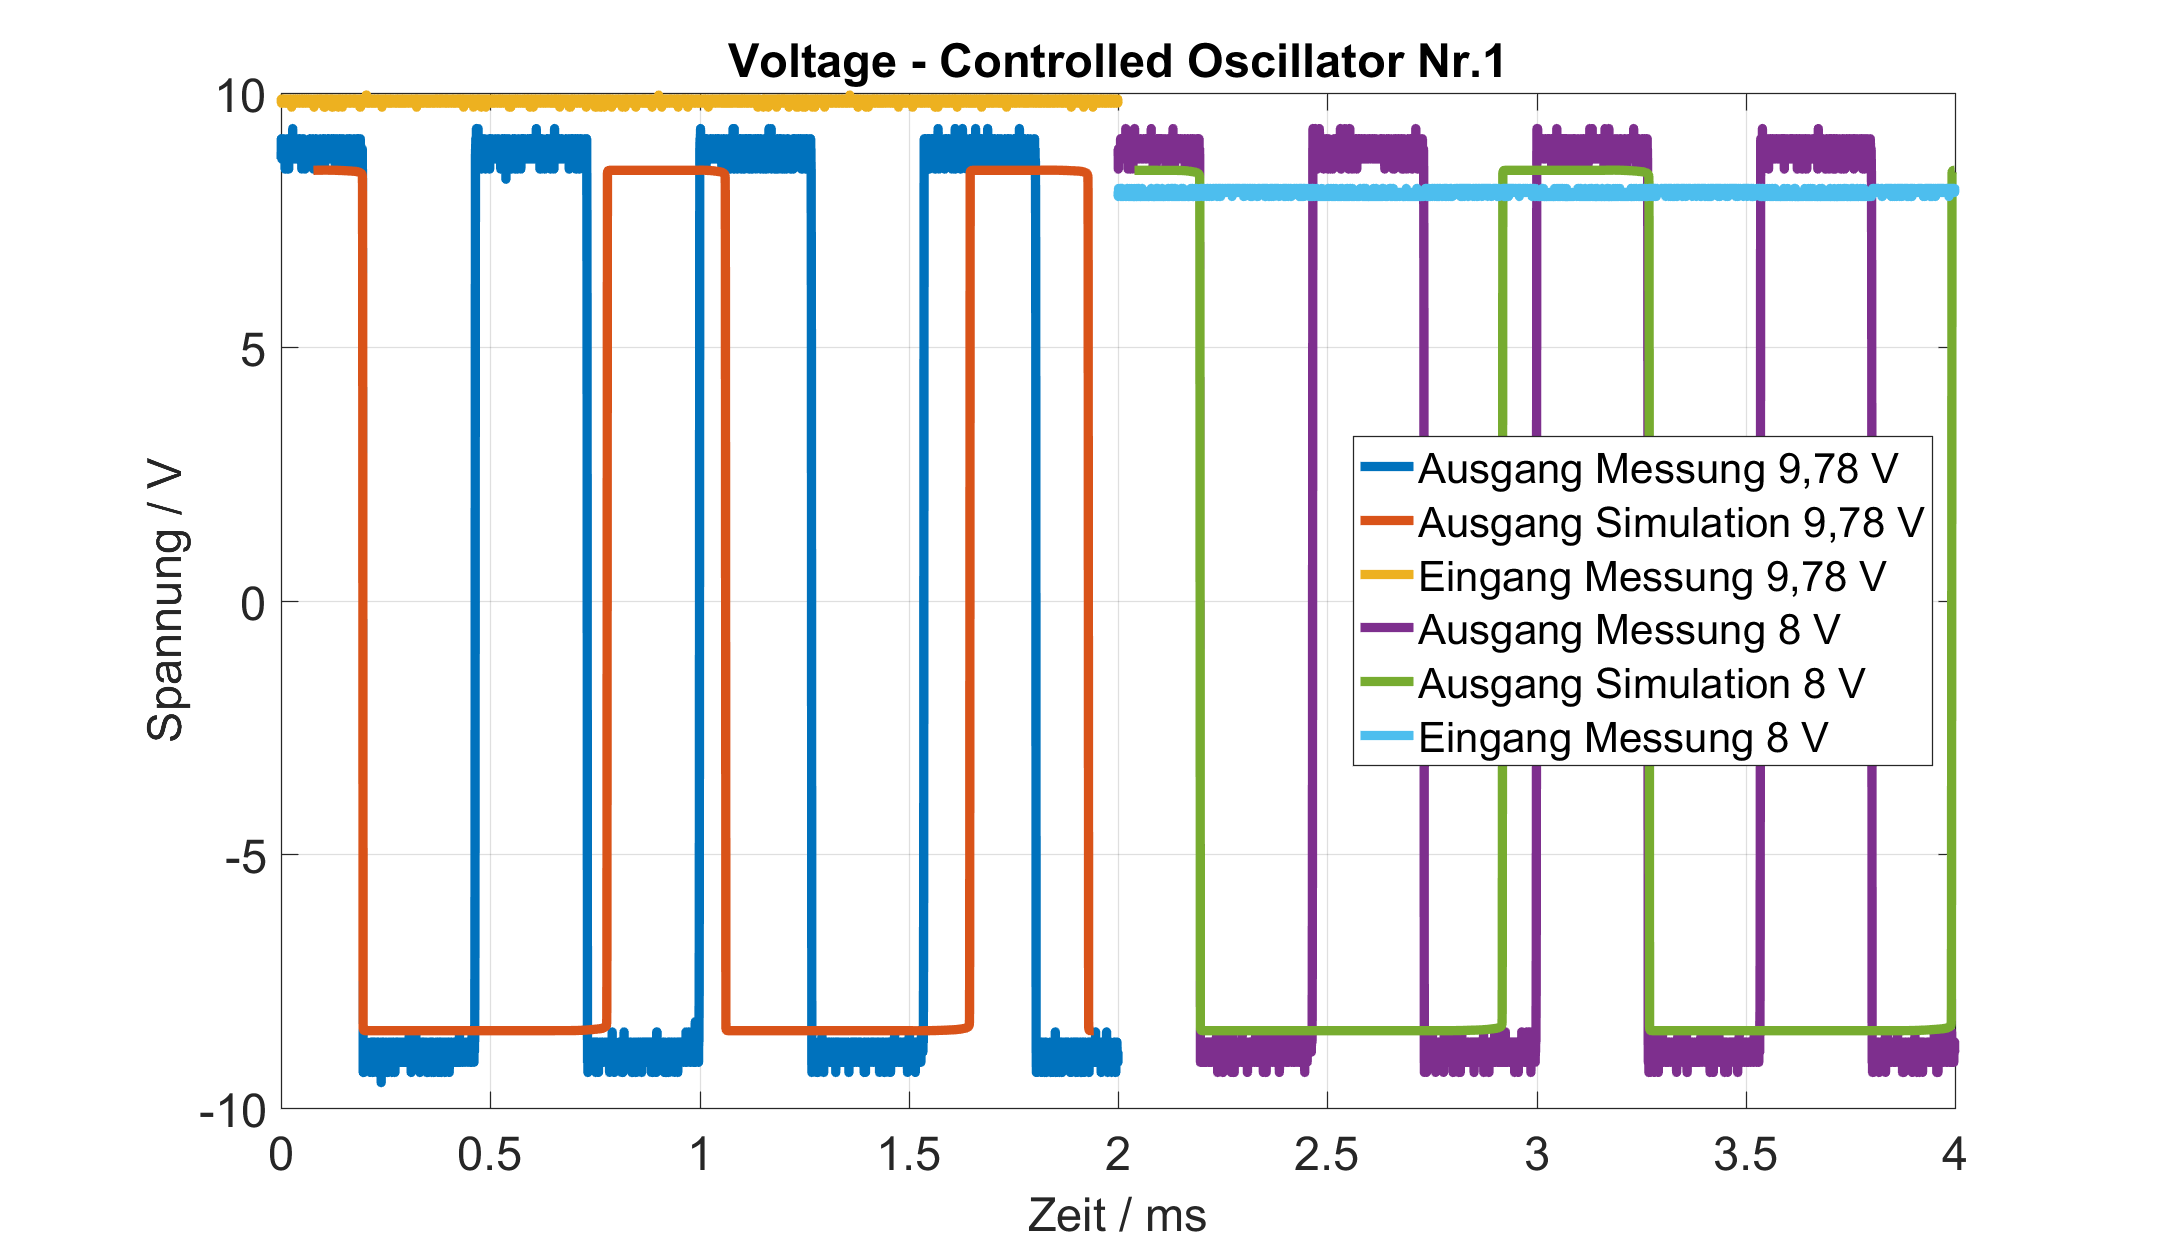 Voltage - Controlled Oscillator Nr.1
10
5
0
-5
-10
Spannung / V
Ausgang Messung 9,78 V
Ausgang Simulation 9,78 V
Eingang Messung 9,78 V
Ausgang Messung 8 V
Ausgang Simulation 8 V
Eingang Messung 8 V
0 0.5 1 1.5 2 2.5 3 3.5 4
Zeit / ms